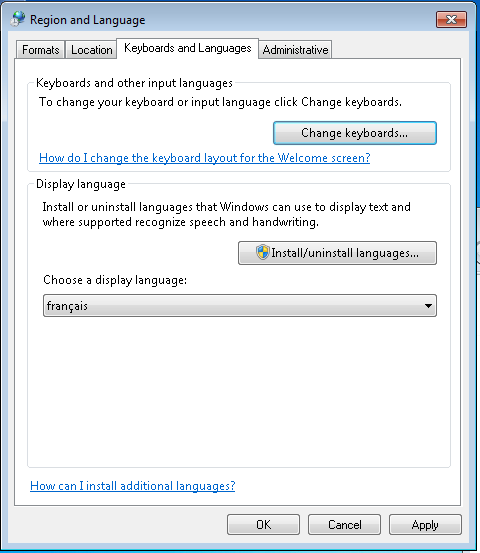 Region and Language
Formats
Location
Keyboards and Languages
Administrative
Keyboards and other input languages
To change your keyboard or input language click Change keyboards.
Change keyboards...
How do I change the keyboard layout for the Welcome screen?
Display language
Install or uninstall languages that Windows can use to display text and
where supported recognize speech and handwriting.
Install/uninstall languages...
Choose a display language:
français
How can I install additional languages?
OK
Cancel
Apply